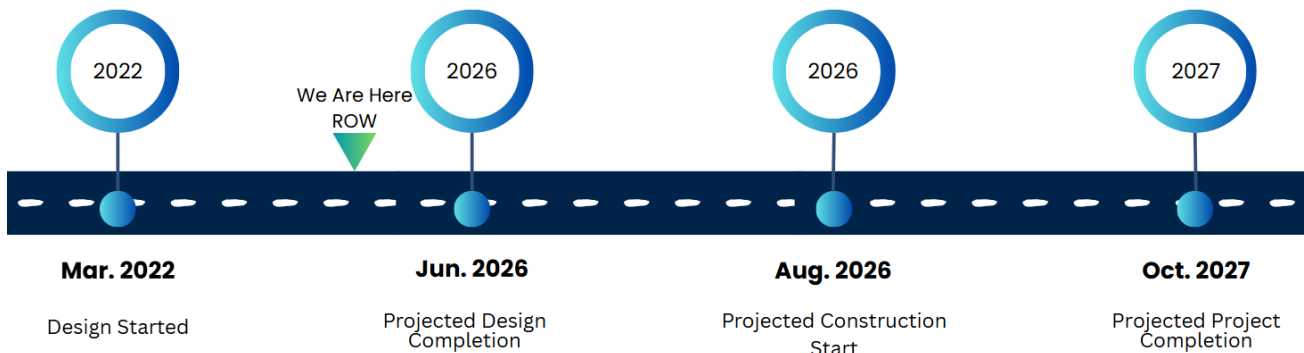 2022
2026
2026
2027
We Are Here
ROW
Mar. 2022
Jun. 2026
Aug. 2026
Oct. 2027
Design Started
Projected Design
Completion
Projected Construction
Start
Projected Project
Completion